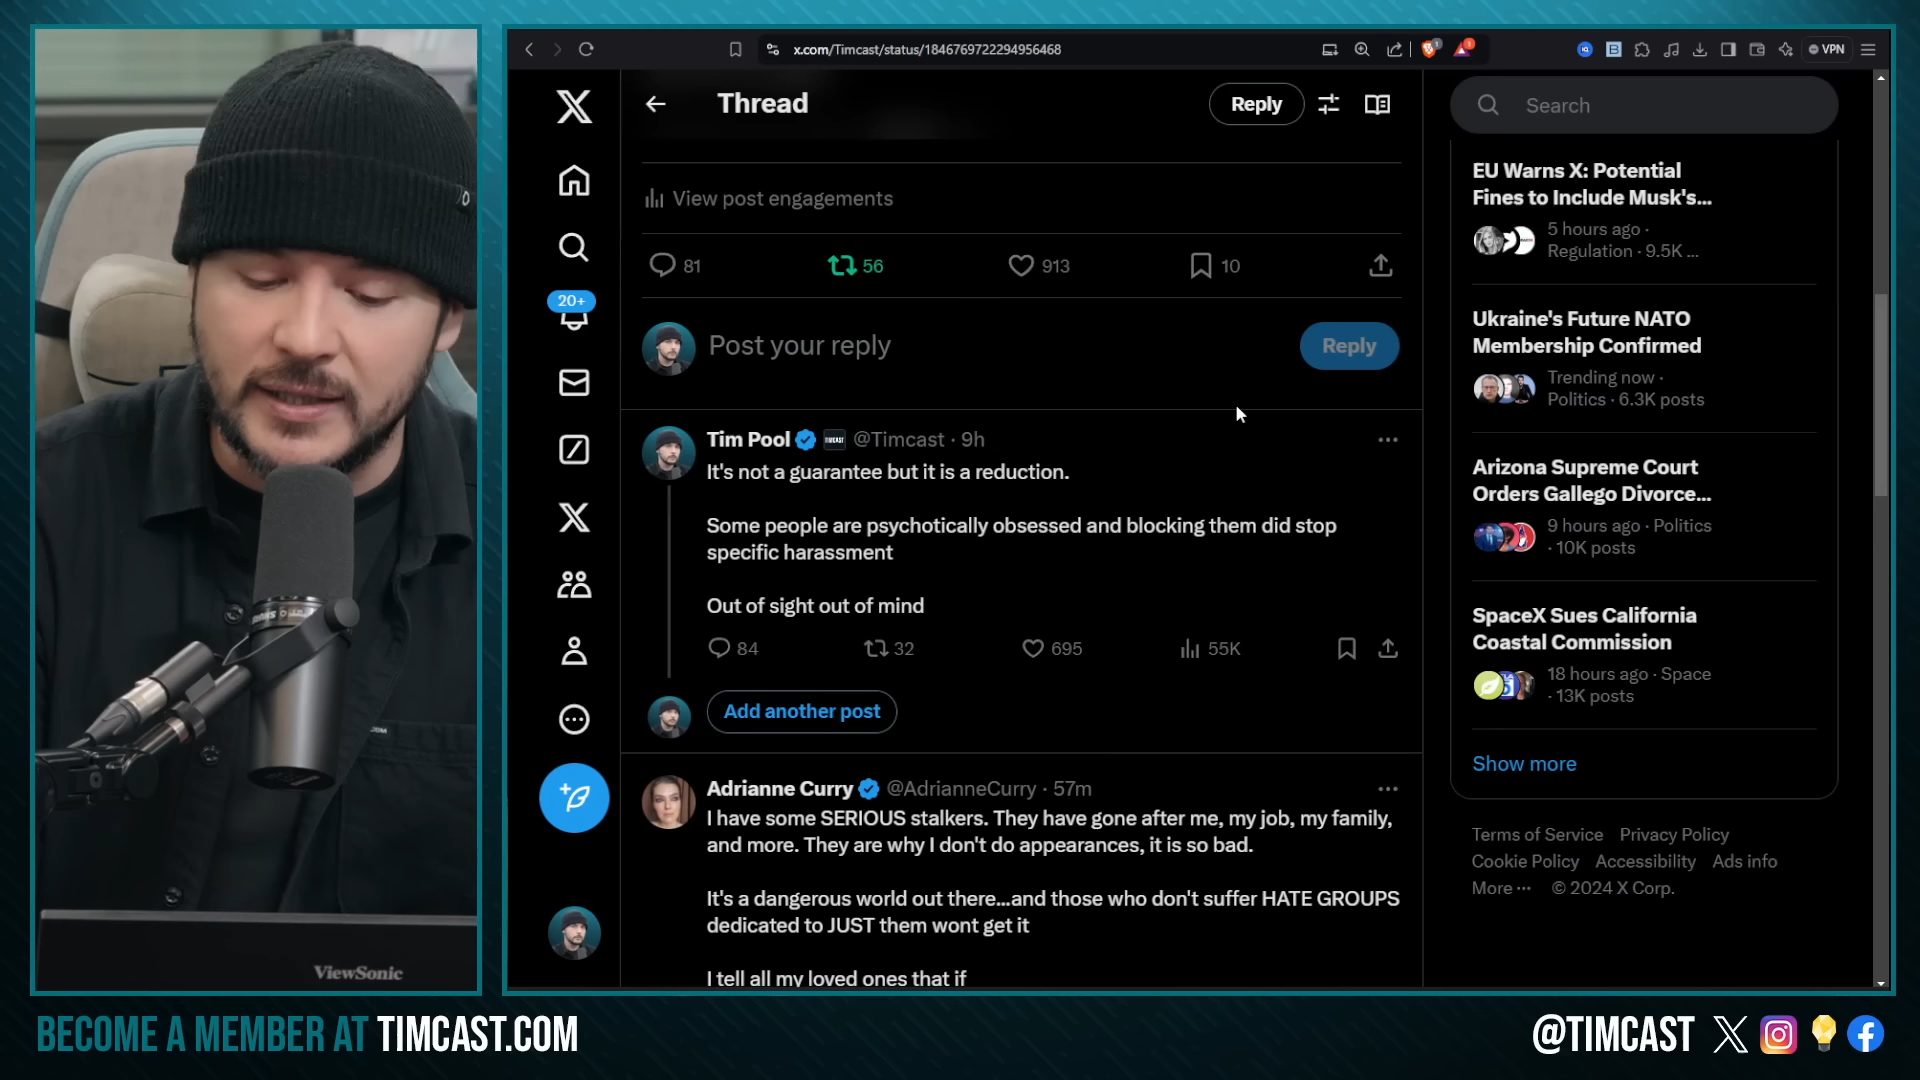 x.com/Timcast/status/1846769722294956468
VPN
Thread
Reply
Search
View post engagements
81
56
913
10
20+
Post your reply
Reply
Tim Pool @Timcast · 9h
It's not a guarantee but it is a reduction.
Some people are psychotically obsessed and blocking them did stop
specific harassment
Out of sight out of mind
84
32
695
55K
Add another post
Adrianne Curry @AdrianneCurry · 57m
I have some SERIOUS stalkers. They have gone after me, my job, my family,
and more. They are why I don't do appearances, it is so bad.
It's a dangerous world out there...and those who don't suffer HATE GROUPS
dedicated to JUST them wont get it
I tell all my loved ones that if
EU Warns X: Potential
Fines to Include Musk's...
5 hours ago ·
Regulation · 9.5K ...
Ukraine's Future NATO
Membership Confirmed
Trending now ·
Politics · 6.3K posts
Arizona Supreme Court
Orders Gallego Divorce...
9 hours ago · Politics
· 10K posts
SpaceX Sues California
Coastal Commission
18 hours ago · Space
· 13K posts
Show more
Terms of Service Privacy Policy
Cookie Policy Accessibility Ads info
More ··· © 2024 X Corp.
ViewSonic
BECOME A MEMBER AT TIMCAST.COM
@TIMCAST